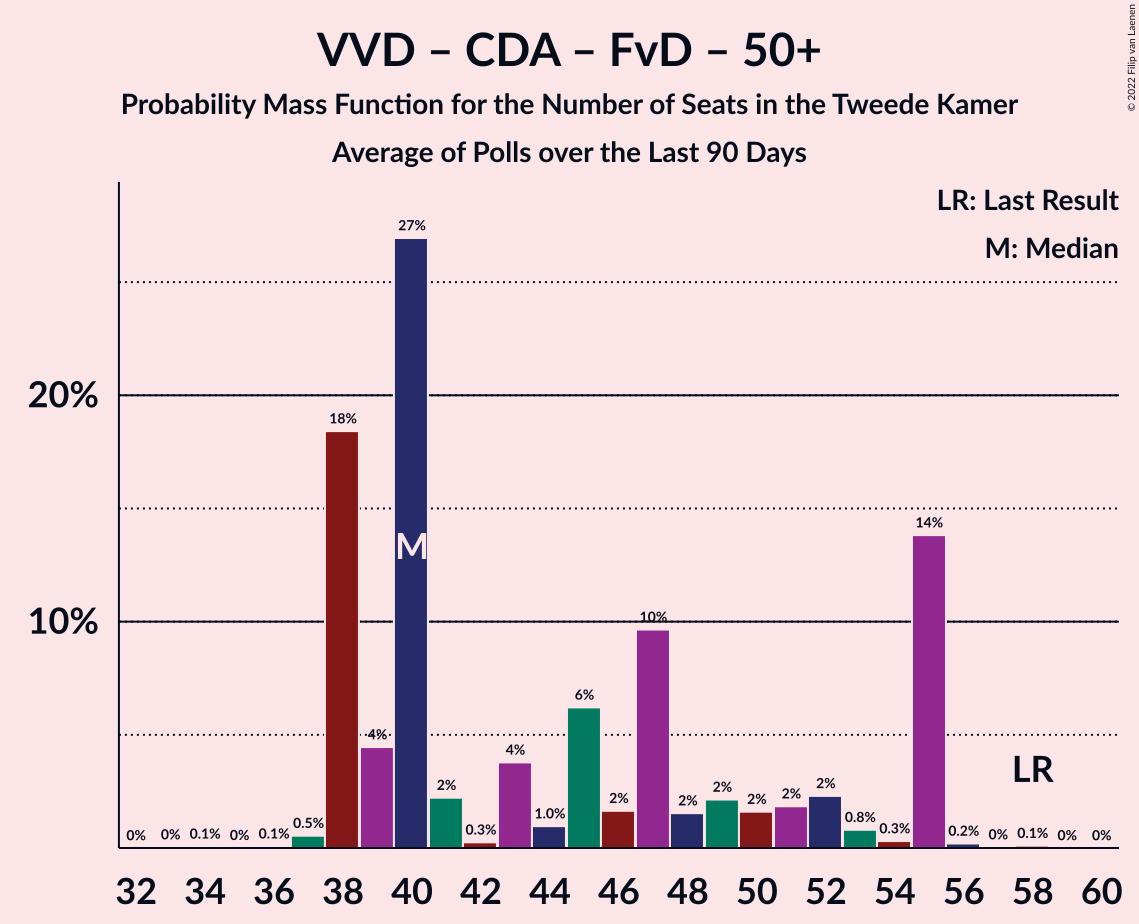 VVD – CDA – FvD – 50+
Probability Mass Function for the Number of Seats in the Tweede Kamer
Average of Polls over the Last 90 Days
© 2022 Filip van Laenen
LR: Last Result
M: Median
20%
10%
0% 0% 0.1% 0% 0.1% 0.5% 18% 4% 27% 2% 0.3% 4% 1.0% 6% 2% 10% 2% 2% 2% 2% 2% 0.8% 0.3% 14% 0.2% 0% 0.1% 0% 0%
M
LR
32 34 36 38 40 42 44 46 48 50 52 54 56 58 60